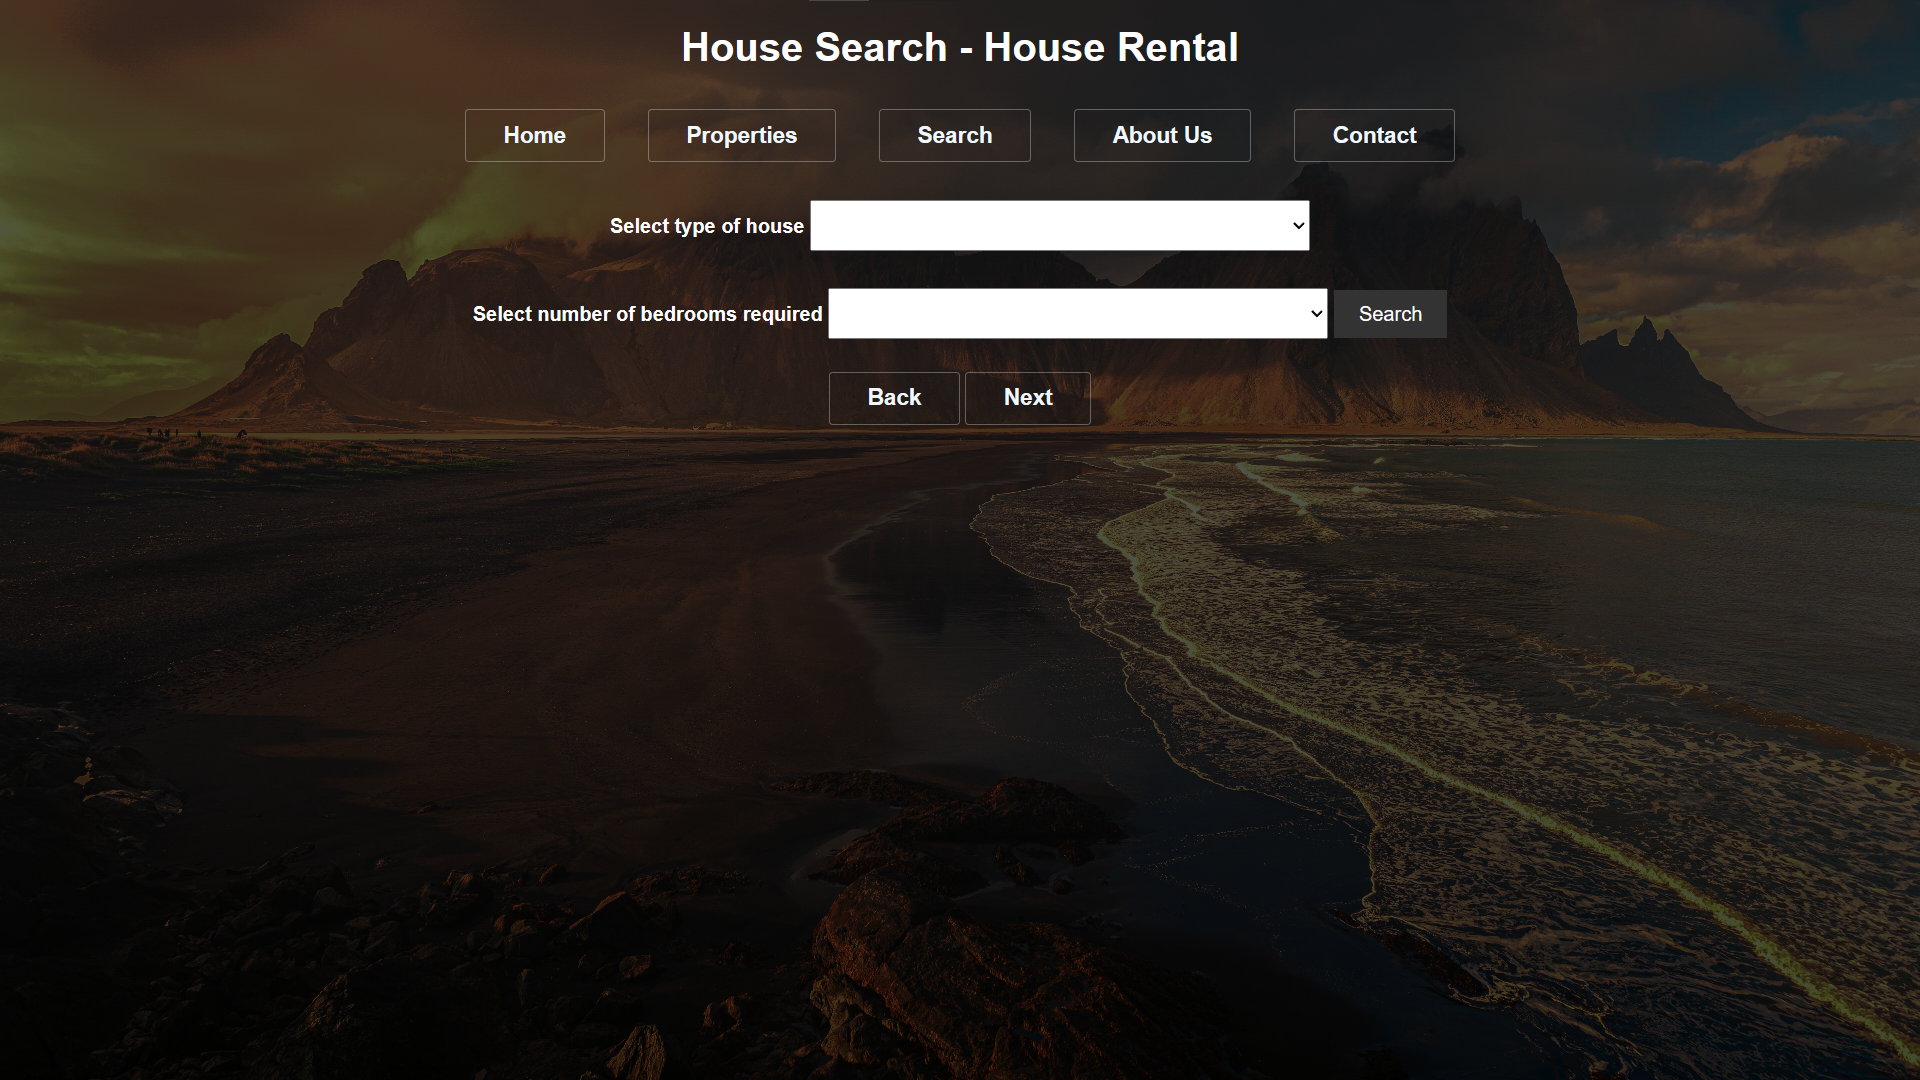 House Search - House Rental
Home Properties Search About Us Contact
Select type of house
Select number of bedrooms required Search
Back Next